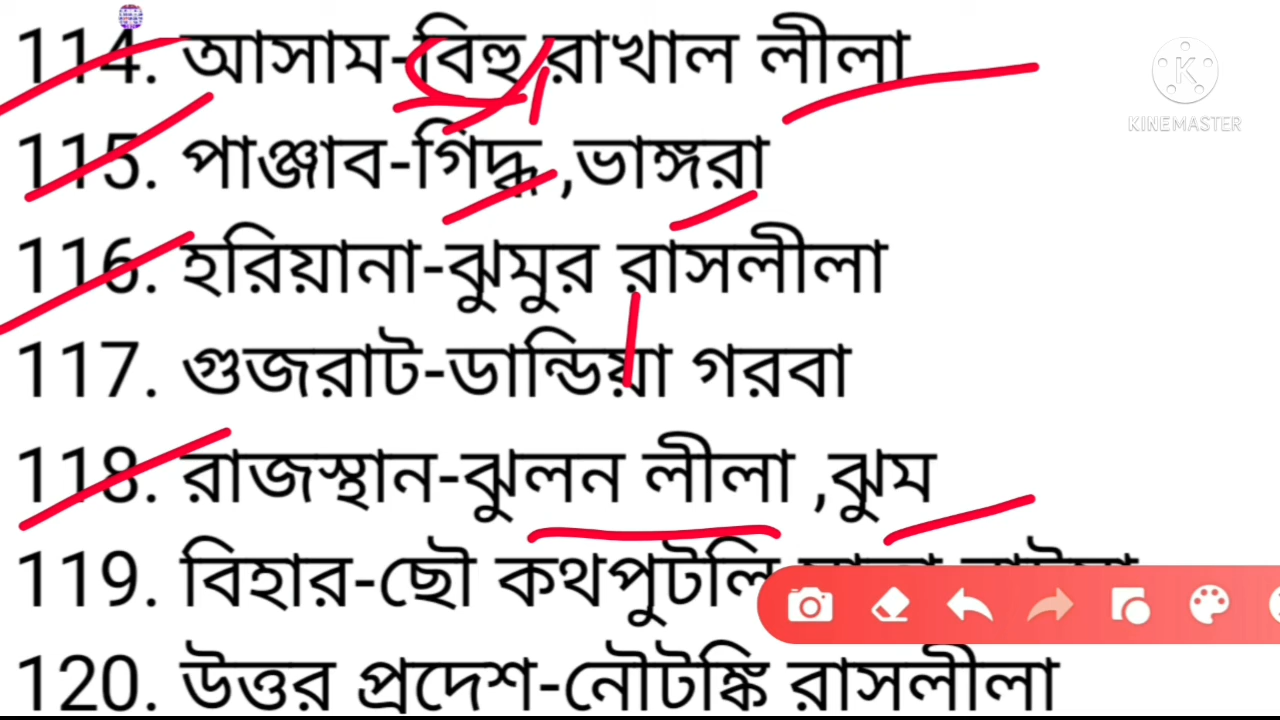 114. আসাম-বিহু,রাখাল লীলা
K
KINEMASTER
115. পাঞ্জাব-গিদ্ধ ,ভাঙ্গরা
116. হরিয়ানা-ঝুমুর রাসলীলা
117. গুজরাট-ডান্ডিয়া গরবা
118. রাজস্থান-ঝুলন লীলা ,ঝুম
119. বিহার-ছৌ কথপুটলি
120. উত্তর প্রদেশ-নৌটঙ্কি রাসলীলা